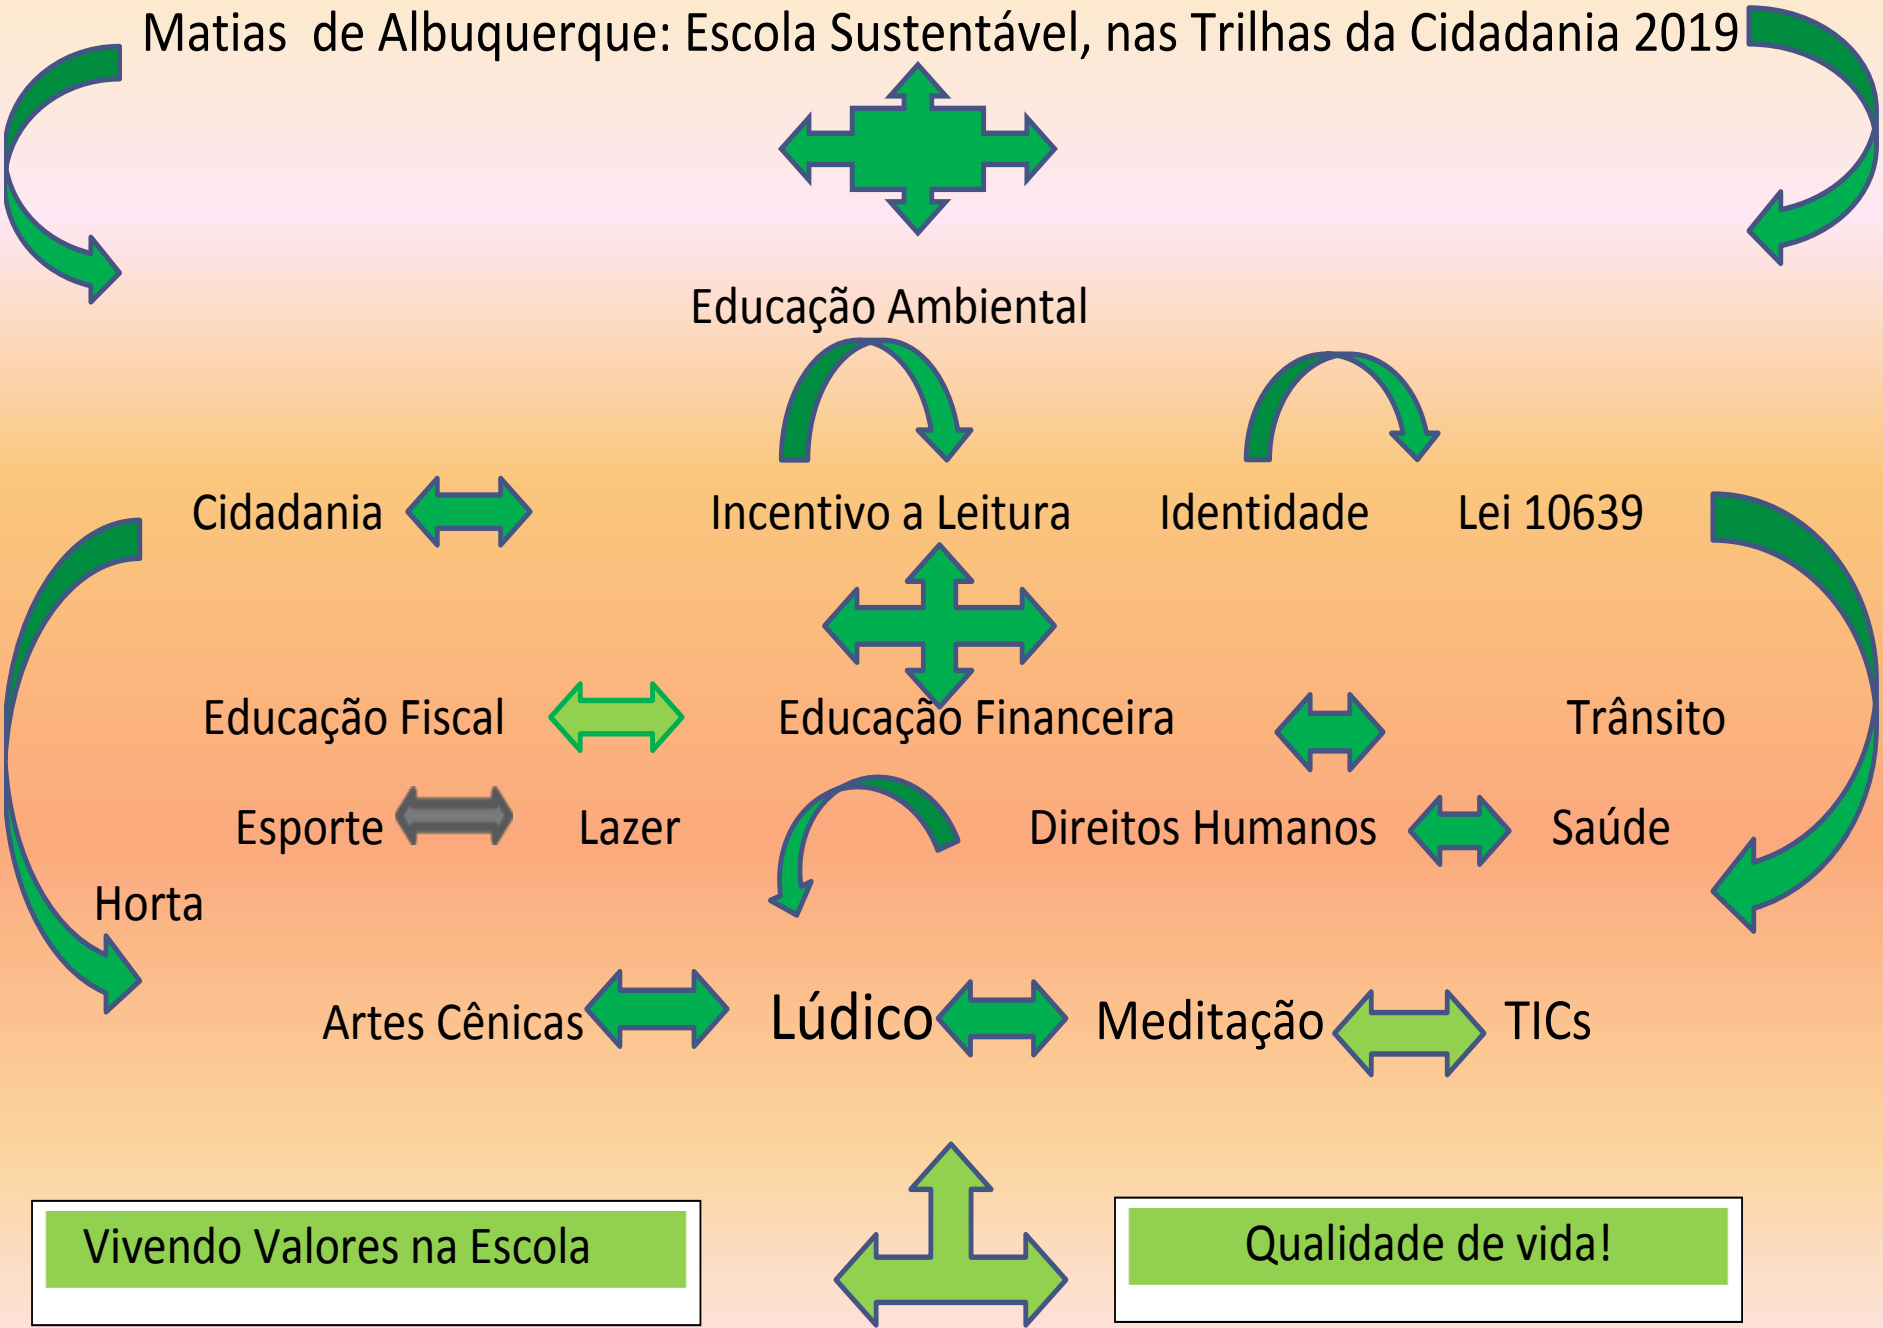 Matias de Albuquerque: Escola Sustentável, nas Trilhas da Cidadania 2019
Educação Ambiental
Cidadania Incentivo a Leitura Identidade Lei 10639
Educação Fiscal Educação Financeira Trânsito
Esporte Lazer Direitos Humanos Saúde
Horta
Artes Cênicas Lúdico Meditação TICs
Vivendo Valores na Escola Qualidade de vida!